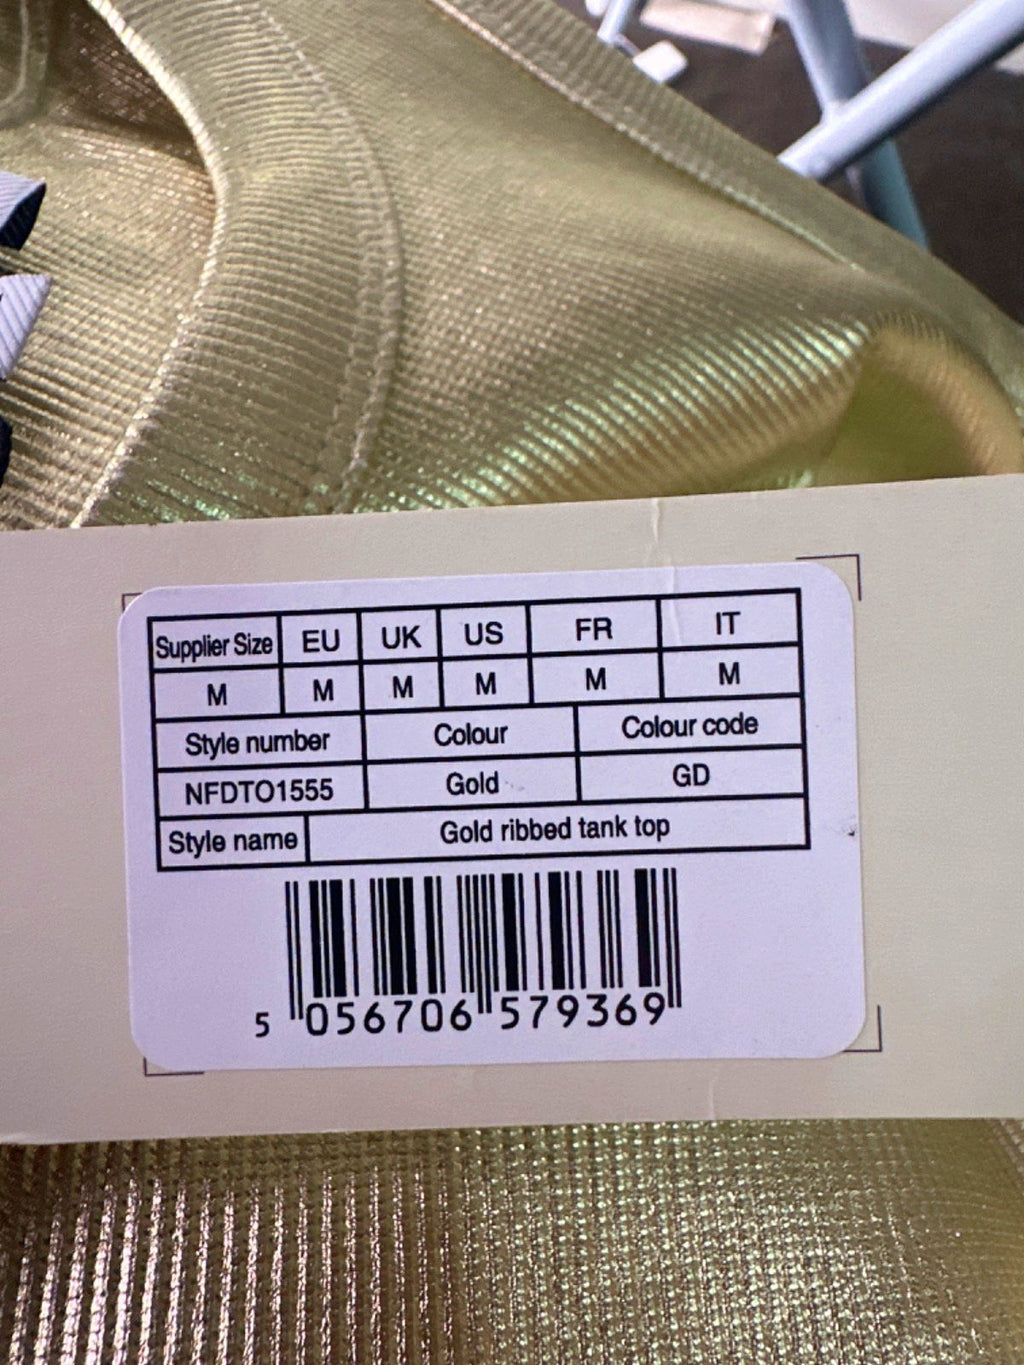 Supplier Size EU UK US FR IT
M M M M M M
Style number Colour Colour code
NFDTO1555 Gold GD
Style name Gold ribbed tank top
5 056706 579369